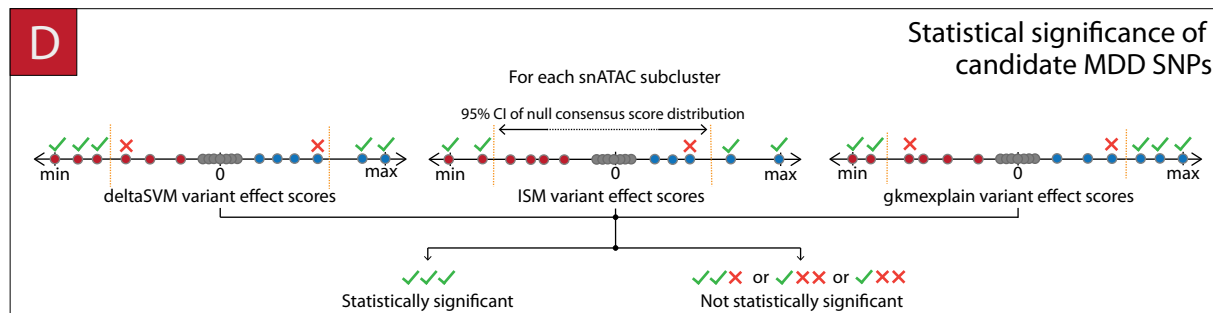 D
Statistical significance of
candidate MDD SNPs
For each snATAC subcluster
95% CI of null consensus score distribution
min 0 max
deltaSVM variant effect scores
min 0 max
ISM variant effect scores
min 0 max
gkmexplain variant effect scores
✓✓✓
Statistically significant
✓✓✗ or ✓✗✗ or ✓✗✗
Not statistically significant